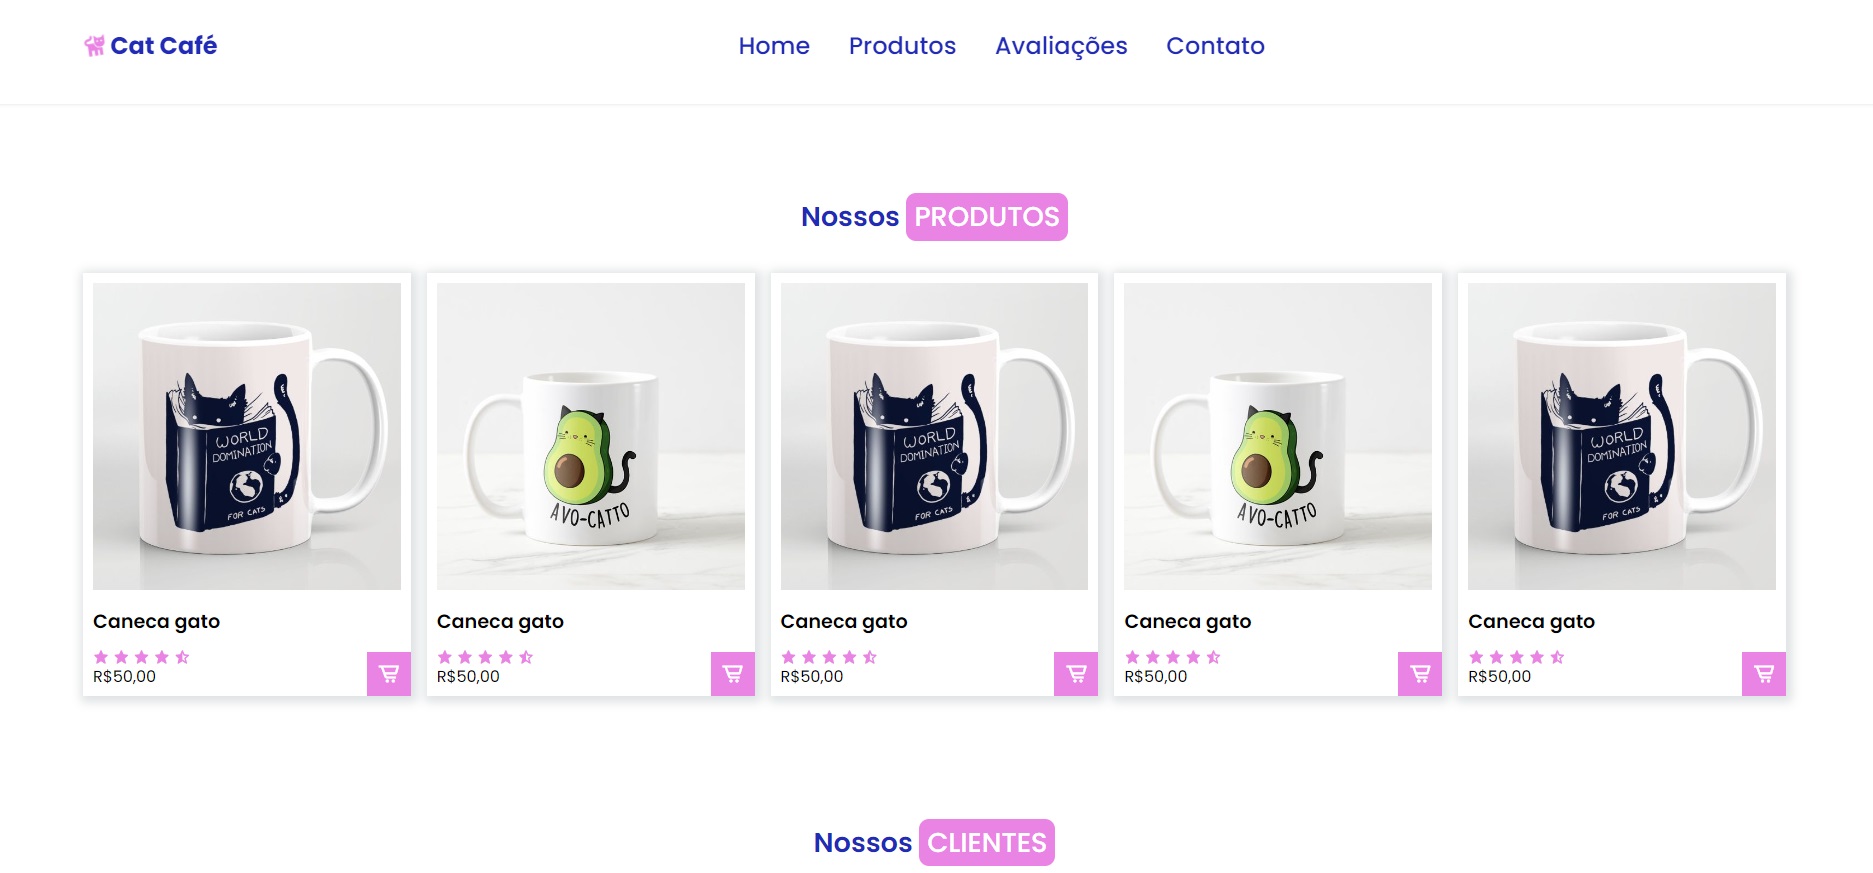 Cat Café
Home Produtos Avaliações Contato
Nossos PRODUTOS
WORLD
DOMINATION
FOR CATS
AVO-CATTO
WORLD
DOMINATION
FOR CATS
AVO-CATTO
WORLD
DOMINATION
FOR CATS
Caneca gato Caneca gato Caneca gato Caneca gato Caneca gato
R$50,00 R$50,00 R$50,00 R$50,00 R$50,00
Nossos CLIENTES